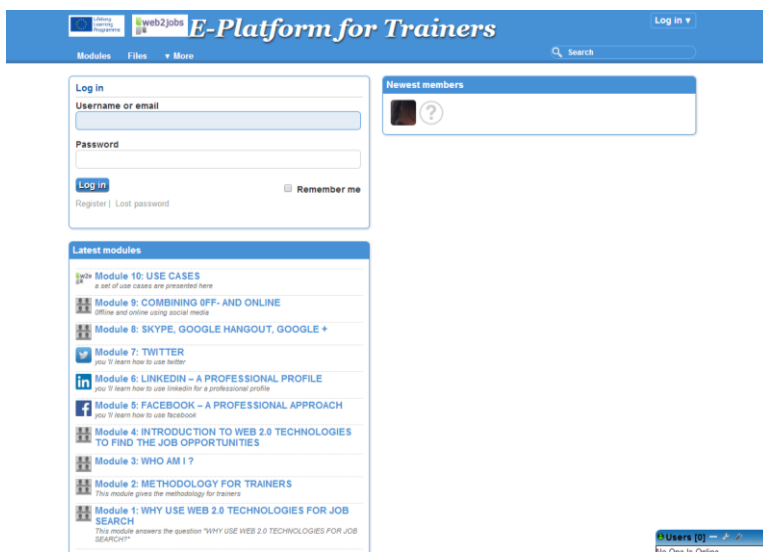 Lifelong
Learning
Programme
web2jobs
E-Platform for Trainers
Log in ▾
Modules Files ▾ More
Search
Log in
Username or email
Password
Log in
Remember me
Register | Lost password
Newest members
?
Latest modules
Module 10: USE CASES
a set of use cases are presented here
Module 9: COMBINING 0FF- AND ONLINE
Offline and online using social media
Module 8: SKYPE, GOOGLE HANGOUT, GOOGLE +
Module 7: TWITTER
you 'll learn how to use twitter
Module 6: LINKEDIN – A PROFESSIONAL PROFILE
you 'll learn how to use linkedin for a professional profile
Module 5: FACEBOOK – A PROFESSIONAL APPROACH
you 'll learn how to use facebook
Module 4: INTRODUCTION TO WEB 2.0 TECHNOLOGIES
TO FIND THE JOB OPPORTUNITIES
Module 3: WHO AM I ?
Module 2: METHODOLOGY FOR TRAINERS
This module gives the methodology for trainers
Module 1: WHY USE WEB 2.0 TECHNOLOGIES FOR JOB
SEARCH
This module answers the question "WHY USE WEB 2.0 TECHNOLOGIES FOR JOB
SEARCH?"
Users [0]
No One Is Online